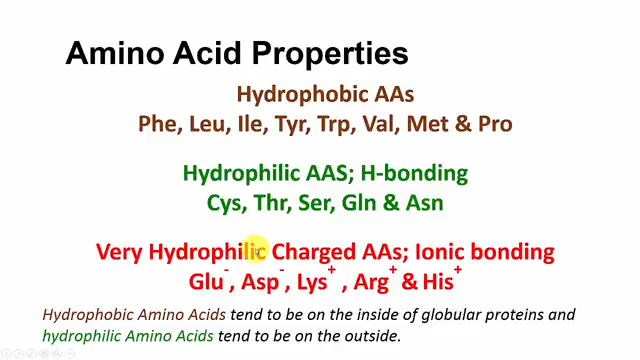 Amino Acid Properties
Hydrophobic AAs
Phe, Leu, Ile, Tyr, Trp, Val, Met & Pro
Hydrophilic AAS; H-bonding
Cys, Thr, Ser, Gln & Asn
Very Hydrophilic Charged AAs; Ionic bonding
Glu⁻, Asp⁻, Lys⁺ , Arg⁺ & His⁺
Hydrophobic Amino Acids tend to be on the inside of globular proteins and
hydrophilic Amino Acids tend to be on the outside.